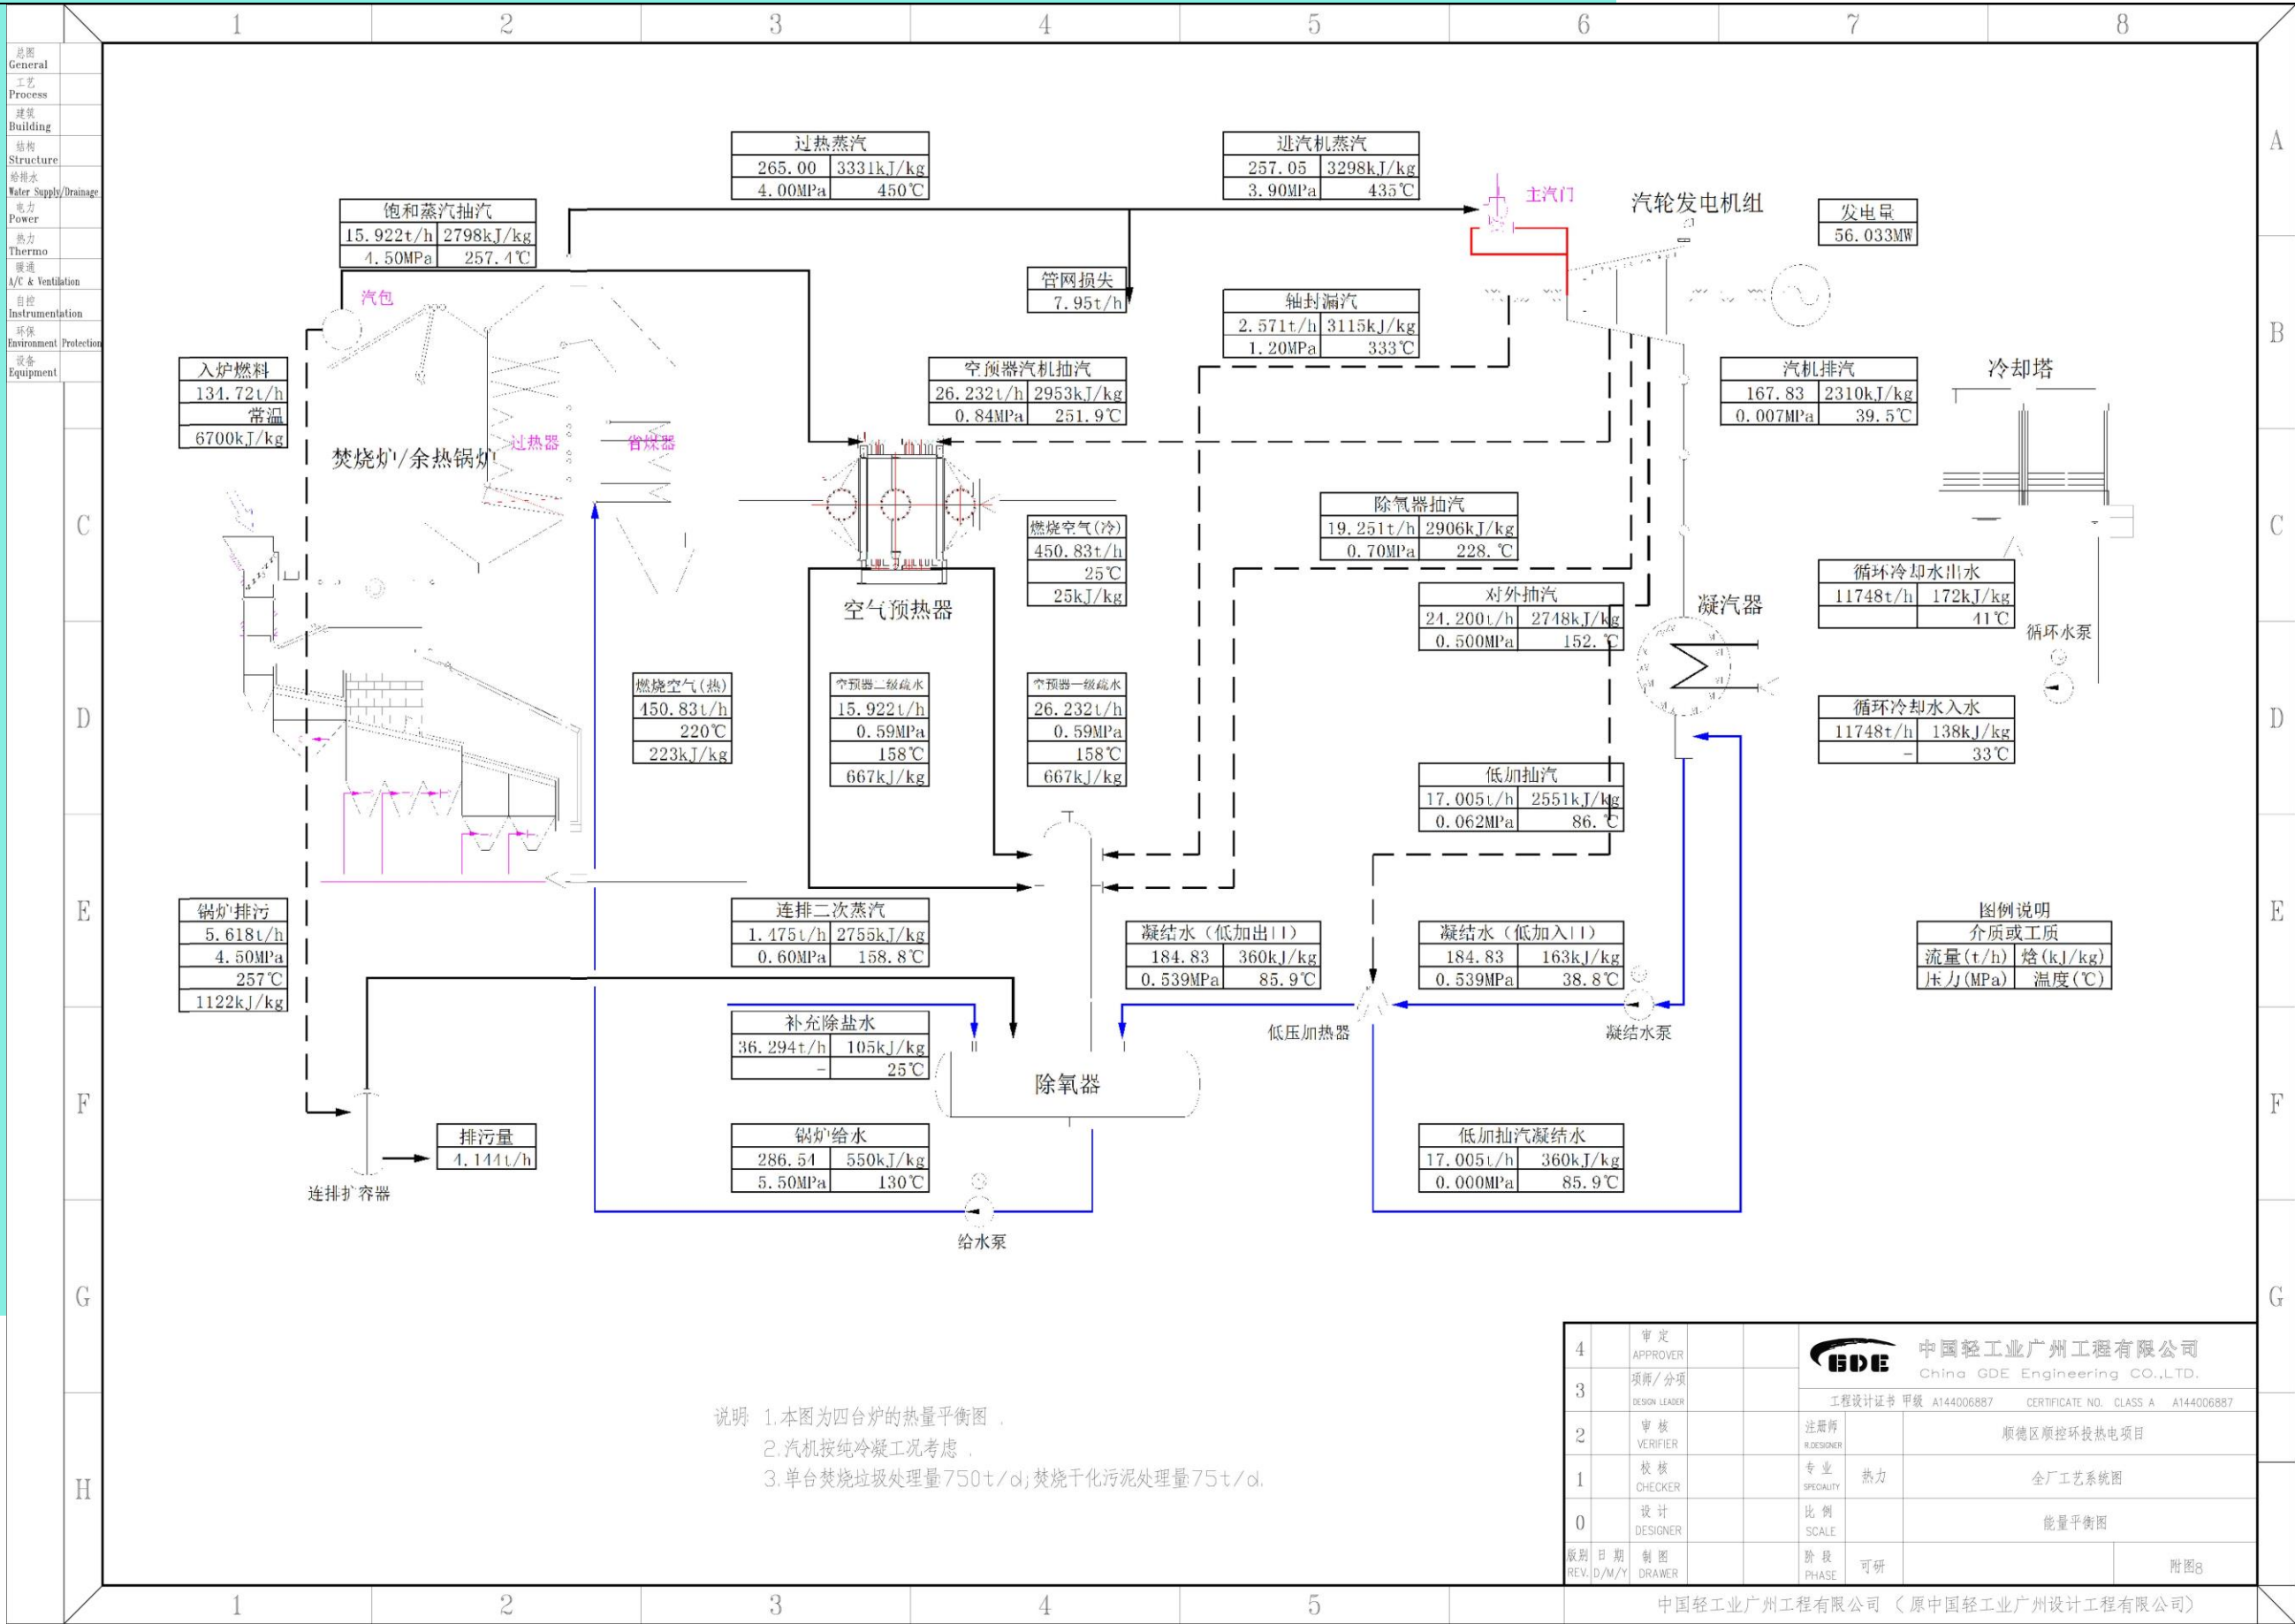 1 2 3 4 5 6 7 8
总图
General
工艺
Process
建筑
Building
结构
Structure
给排水
Water Supply/Drainage
电力
Power
热力
Thermo
暖通
A/C & Ventilation
自控
Instrumentation
环保
Environment Protection
设备
Equipment
A
B
C
D
E
F
G
H
过热蒸汽
265.00 3331kJ/kg
4.00MPa 450℃
进汽机蒸汽
257.05 3298kJ/kg
3.90MPa 435℃
主汽门
汽轮发电机组
发电量
56.033MW
饱和蒸汽抽汽
15.922t/h 2798kJ/kg
4.50MPa 257.4℃
汽包
管网损失
7.95t/h
轴封漏汽
2.571t/h 3115kJ/kg
1.20MPa 333℃
入炉燃料
134.72t/h
常温
6700kJ/kg
空预器汽机抽汽
26.232t/h 2953kJ/kg
0.84MPa 251.9℃
汽机排汽
167.83 2310kJ/kg
0.007MPa 39.5℃
冷却塔
焚烧炉/余热锅炉
过热器
省煤器
除氧器抽汽
19.251t/h 2906kJ/kg
0.70MPa 228.℃
燃烧空气(冷)
450.83t/h
25℃
25kJ/kg
空气预热器
对外抽汽
24.200t/h 2748kJ/kg
0.500MPa 152.℃
凝汽器
循环冷却水出水
11748t/h 172kJ/kg
41℃
循环水泵
燃烧空气(热)
450.83t/h
220℃
223kJ/kg
空预器二级疏水
15.922t/h
0.59MPa
158℃
667kJ/kg
空预器一级疏水
26.232t/h
0.59MPa
158℃
667kJ/kg
循环冷却水入水
11748t/h 138kJ/kg
- 33℃
低加抽汽
17.005t/h 2551kJ/kg
0.062MPa 86.℃
锅炉排污
5.618t/h
4.50MPa
257℃
1122kJ/kg
连排二次蒸汽
1.475t/h 2755kJ/kg
0.60MPa 158.8℃
凝结水（低加出口）
184.83 360kJ/kg
0.539MPa 85.9℃
凝结水（低加入口）
184.83 163kJ/kg
0.539MPa 38.8℃
图例说明
介质或工质
流量(t/h) 焓(kJ/kg)
压力(MPa) 温度(℃)
补充除盐水
36.294t/h 105kJ/kg
- 25℃
低压加热器
凝结水泵
除氧器
排污量
4.144t/h
连排扩容器
锅炉给水
286.54 550kJ/kg
5.50MPa 130℃
给水泵
低加抽汽凝结水
17.005t/h 360kJ/kg
0.000MPa 85.9℃
说明: 1.本图为四台炉的热量平衡图．
2.汽机按纯冷凝工况考虑．
3.单台焚烧垃圾处理量750t/d;焚烧干化污泥处理量75t/d.
4 审定 APPROVER
3 项师/分项 DESIGN LEADER
2 审核 VERIFIER
1 校核 CHECKER
0 设计 DESIGNER
版别 REV. 日期 D/M/Y 制图 DRAWER
GDE 中国轻工业广州工程有限公司
China GDE Engineering CO.,LTD.
工程设计证书 甲级 A144006887 CERTIFICATE NO. CLASS A A144006887
注册师 R.DESIGNER 顺德区顺控环投热电项目
专业 SPECIALITY 热力 全厂工艺系统图
比例 SCALE 能量平衡图
阶段 PHASE 可研 附图8
A
B
C
D
E
F
G
1 2 3 4 5
中国轻工业广州工程有限公司（原中国轻工业广州设计工程有限公司）